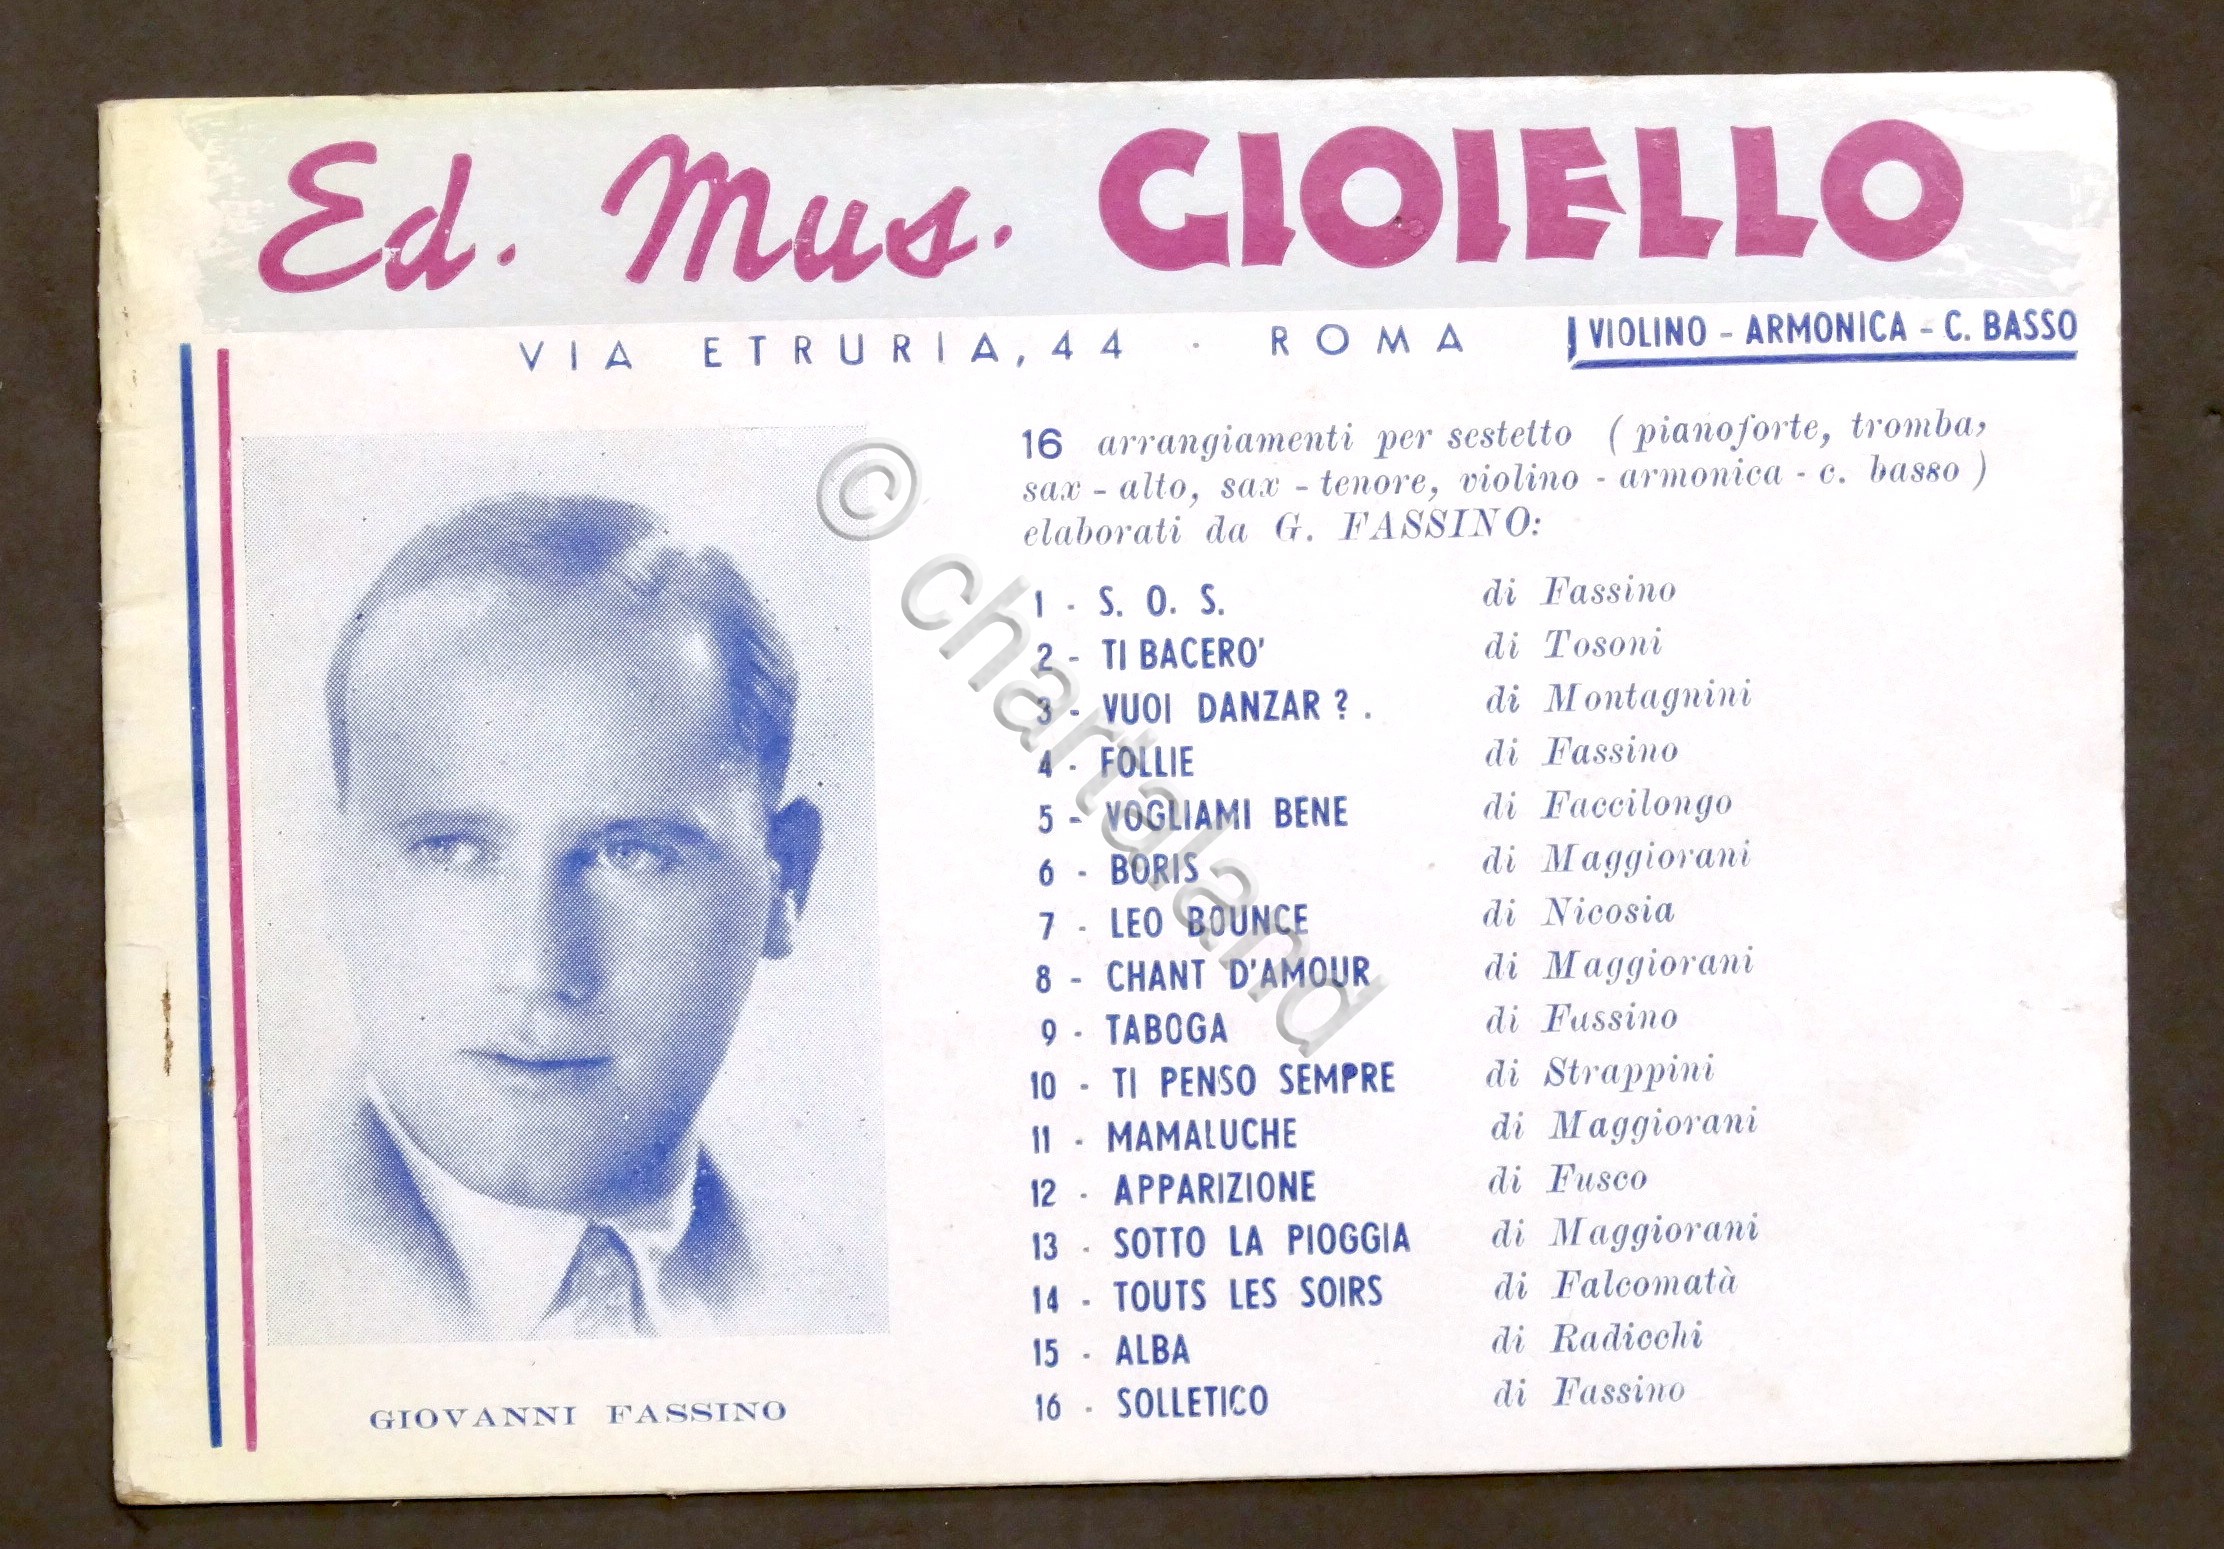 Ed. Mus. GIOIELLO
VIA ETRURIA, 44 · ROMA
VIOLINO - ARMONICA - C. BASSO
16 arrangiamenti per sestetto ( pianoforte, tromba,
sax - alto, sax - tenore, violino - armonica - c. basso )
elaborati da G. FASSINO:
1 - S. O. S. di Fassino
2 - TI BACERO' di Tosoni
3 - VUOI DANZAR ? . di Montagnini
4 - FOLLIE di Fassino
5 - VOGLIAMI BENE di Faccilongo
6 - BORIS di Maggiorani
7 - LEO BOUNCE di Nicosia
8 - CHANT D'AMOUR di Maggiorani
9 - TABOGA di Fassino
10 - TI PENSO SEMPRE di Strappini
11 - MAMALUCHE di Maggiorani
12 - APPARIZIONE di Fusco
13 - SOTTO LA PIOGGIA di Maggiorani
14 - TOUTS LES SOIRS di Falcomatà
15 - ALBA di Radicchi
16 - SOLLETICO di Fassino
GIOVANNI FASSINO
© chartaland